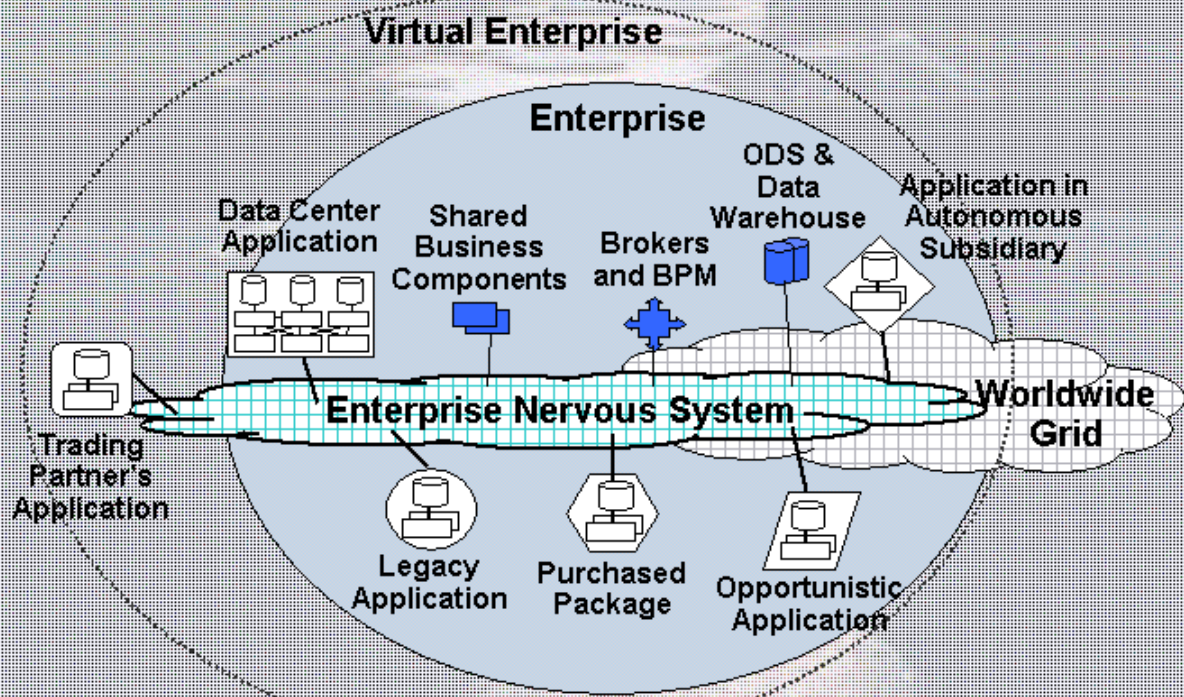 Virtual Enterprise
Enterprise
ODS &
Data
Warehouse
Application in
Autonomous
Subsidiary
Data Center
Application
Shared
Business
Components
Brokers
and BPM
Enterprise Nervous System
Worldwide
Grid
Trading
Partner's
Application
Legacy
Application
Purchased
Package
Opportunistic
Application